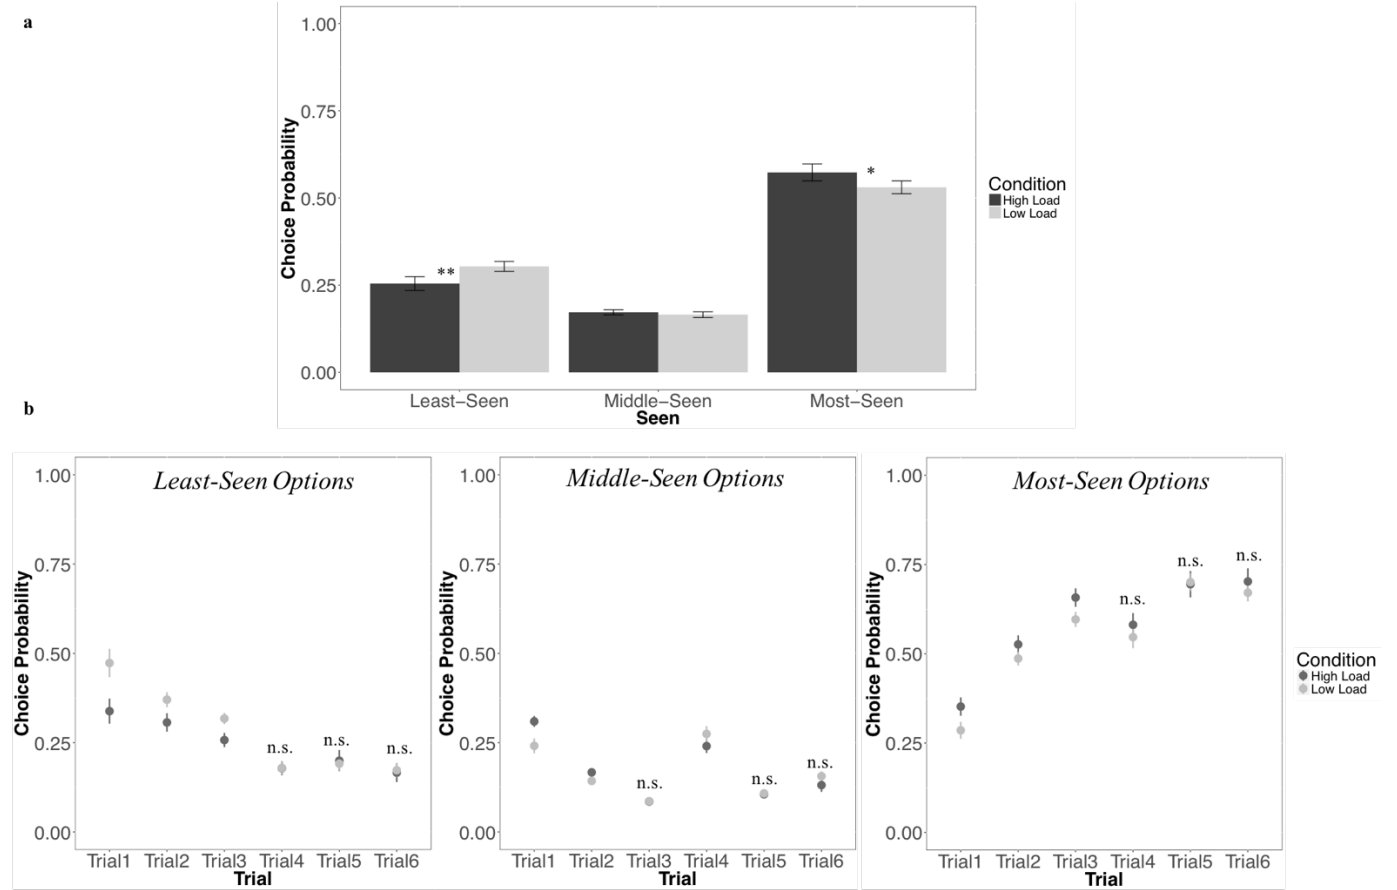 a
1.00
0.75
0.50
0.25
0.00
Choice Probability
**
*
Least-Seen Middle-Seen Most-Seen
Seen
Condition
High Load
Low Load
b
Least-Seen Options
1.00
0.75
0.50
0.25
0.00
Choice Probability
n.s. n.s. n.s.
Trial1 Trial2 Trial3 Trial4 Trial5 Trial6
Trial
Middle-Seen Options
1.00
0.75
0.50
0.25
0.00
Choice Probability
n.s. n.s. n.s.
Trial1 Trial2 Trial3 Trial4 Trial5 Trial6
Trial
Most-Seen Options
1.00
0.75
0.50
0.25
0.00
Choice Probability
n.s. n.s. n.s.
Trial1 Trial2 Trial3 Trial4 Trial5 Trial6
Trial
Condition
High Load
Low Load